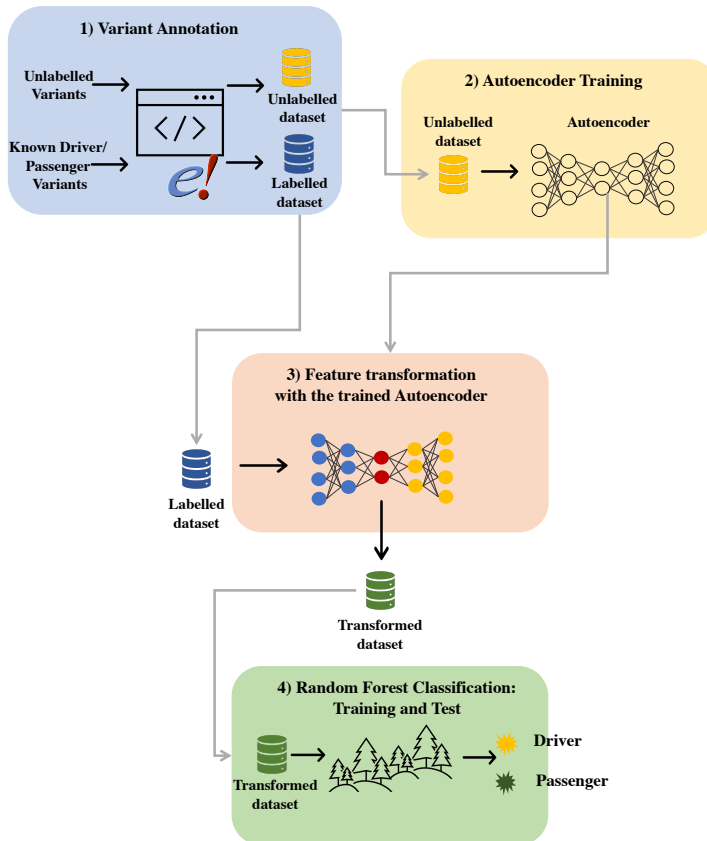 1) Variant Annotation
Unlabelled
Variants
Known Driver/
Passenger
Variants
</>
e!
Unlabelled
dataset
Labelled
dataset
2) Autoencoder Training
Unlabelled
dataset
Autoencoder
3) Feature transformation
with the trained Autoencoder
Labelled
dataset
Transformed
dataset
4) Random Forest Classification:
Training and Test
Transformed
dataset
Driver
Passenger